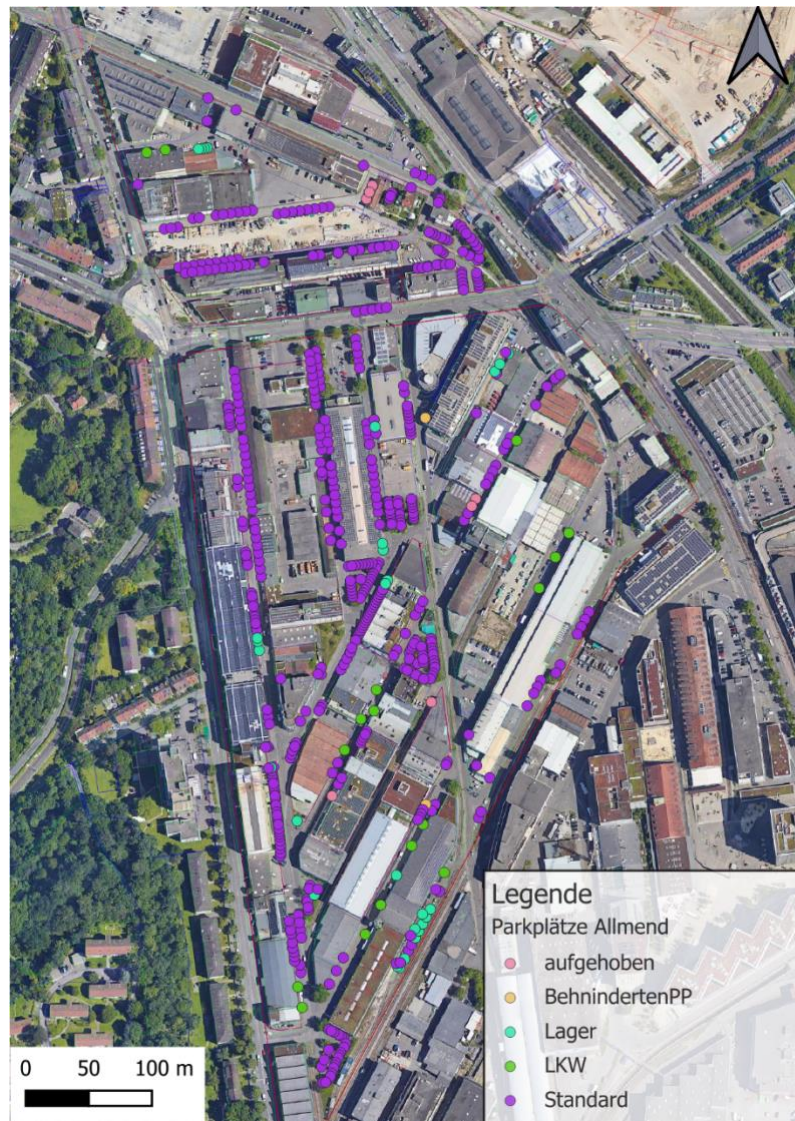 Legende
Parkplätze Allmend
aufgehoben
BehnindertenPP
Lager
LKW
Standard
0 50 100 m